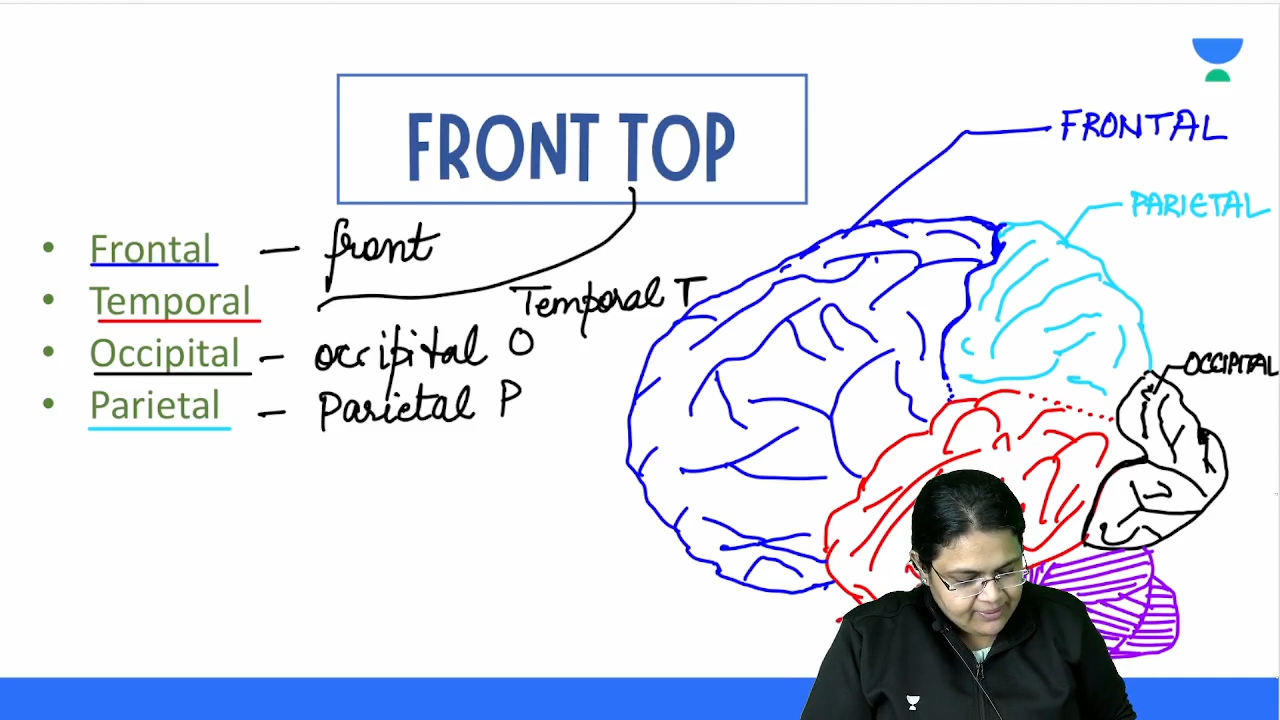 FRONT TOP
FRONTAL
PARIETAL
• Frontal — front
• Temporal Temporal T
• Occipital – occipital O
• Parietal – Parietal P
OCCIPITAL